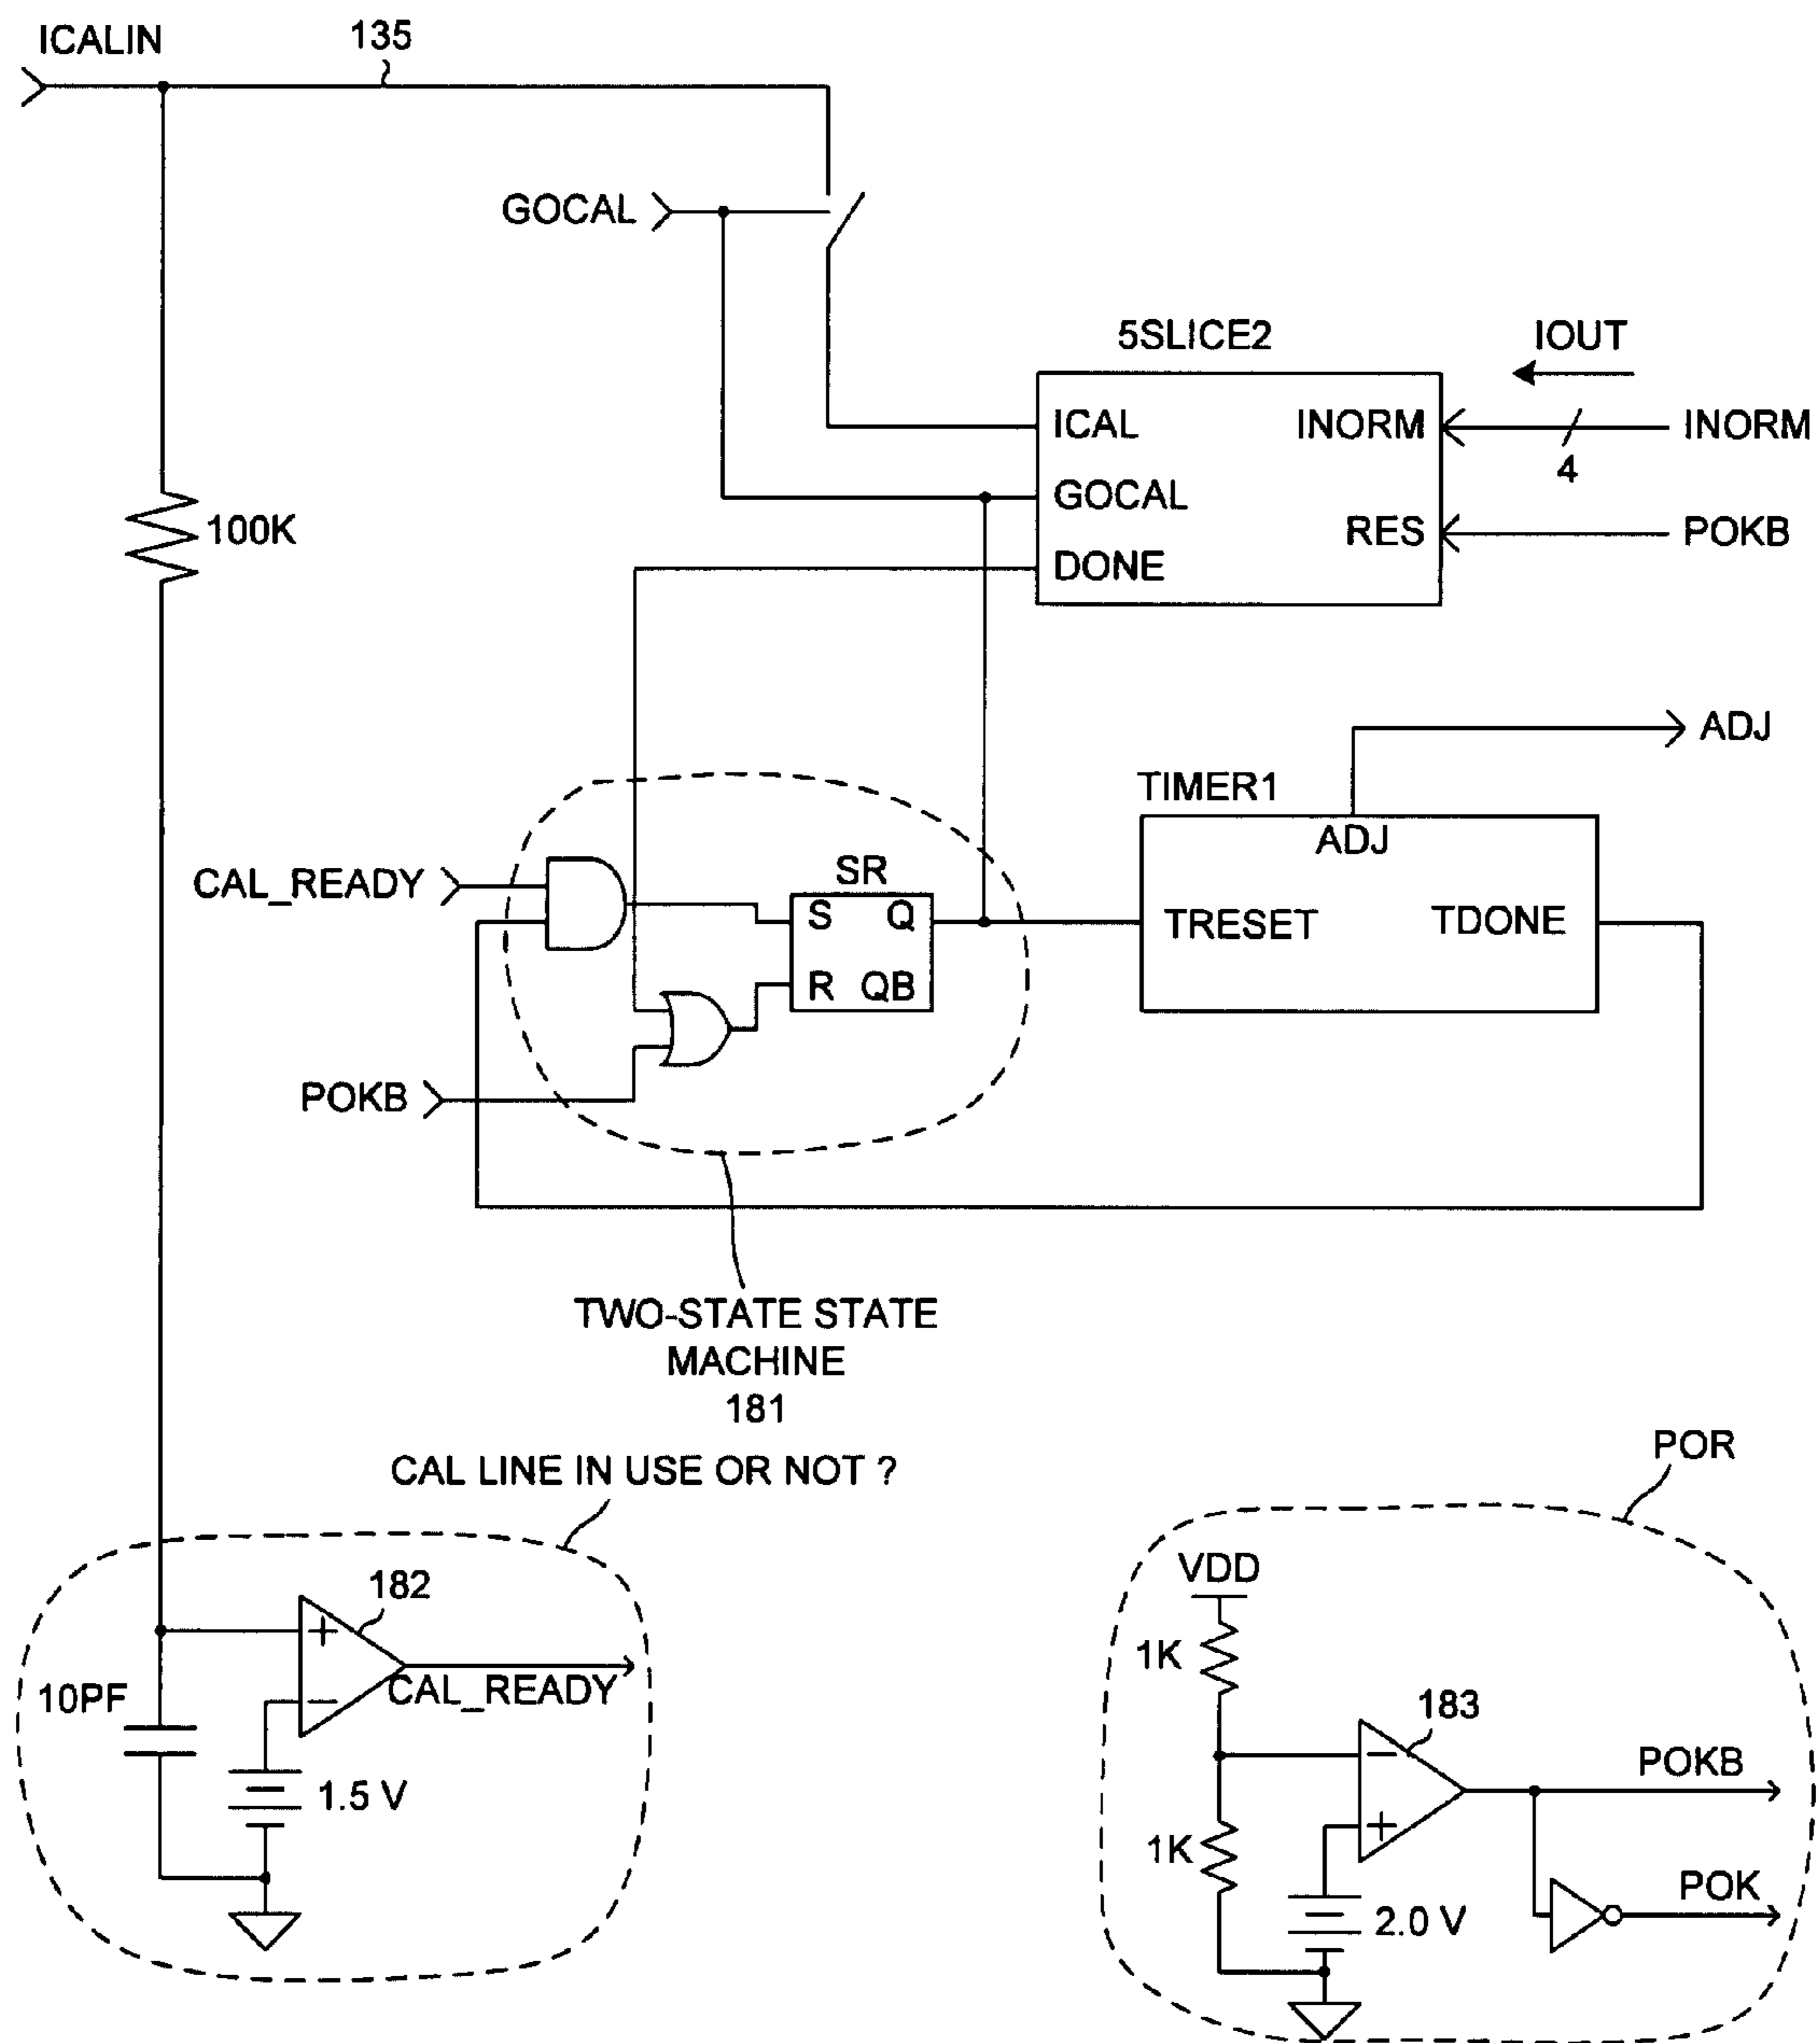 ICALIN
135
GOCAL
5SLICE2
IOUT
ICAL
INORM
INORM
4
GOCAL
RES
POKB
DONE
100K
ADJ
TIMER1
ADJ
CAL_READY
SR
S Q
TRESET
TDONE
R QB
POKB
TWO-STATE STATE
MACHINE
181
CAL LINE IN USE OR NOT ?
POR
182
+
CAL_READY
10PF
−
1.5 V
VDD
1K
183
−
POKB
1K
+
POK
2.0 V